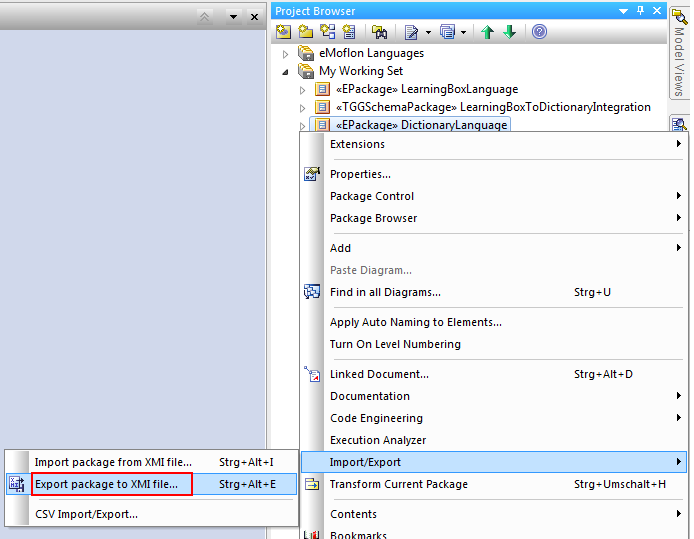 Project Browser
eMoflon Languages
My Working Set
«EPackage» LearningBoxLanguage
«TGGSchemaPackage» LearningBoxToDictionaryIntegration
«EPackage» DictionaryLanguage
Model Views
Extensions
Properties...
Package Control
Package Browser
Add
Paste Diagram...
Find in all Diagrams... Strg+U
Apply Auto Naming to Elements...
Turn On Level Numbering
Linked Document... Strg+Alt+D
Documentation
Code Engineering
Execution Analyzer
Import/Export
Transform Current Package Strg+Umschalt+H
Contents
Bookmarks
Import package from XMI file... Strg+Alt+I
Export package to XMI file... Strg+Alt+E
CSV Import/Export...